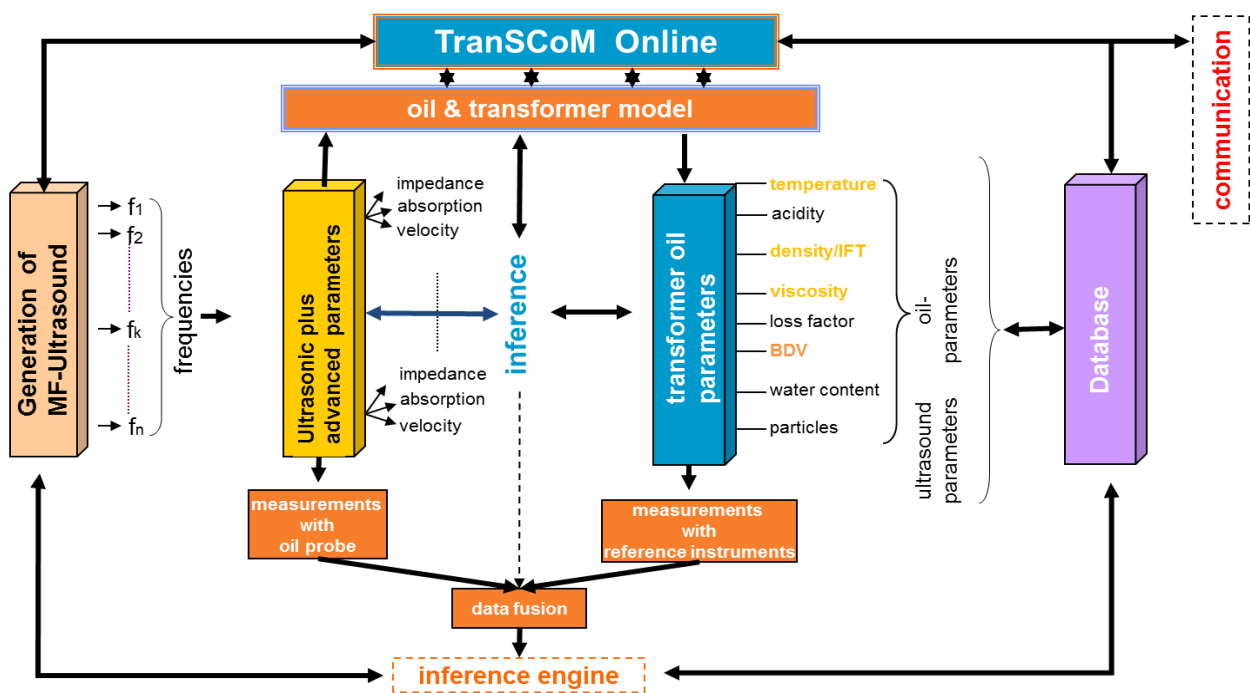 TranSCoM Online
oil & transformer model
communication
Generation of
MF-Ultrasound
f1
f2
fk
fn
frequencies
Ultrasonic plus
advanced parameters
impedance
absorption
velocity
impedance
absorption
velocity
inference
transformer oil
parameters
temperature
acidity
density/IFT
viscosity
loss factor
BDV
water content
particles
oil-
parameters
ultrasound
parameters
Database
measurements
with
oil probe
measurements
with
reference instruments
data fusion
inference engine